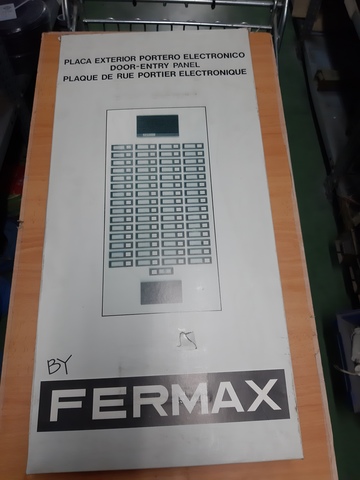 PLACA EXTERIOR PORTERO ELECTRONICO
DOOR-ENTRY PANEL
PLAQUE DE RUE PORTIER ELECTRONIQUE
BY
FERMAX